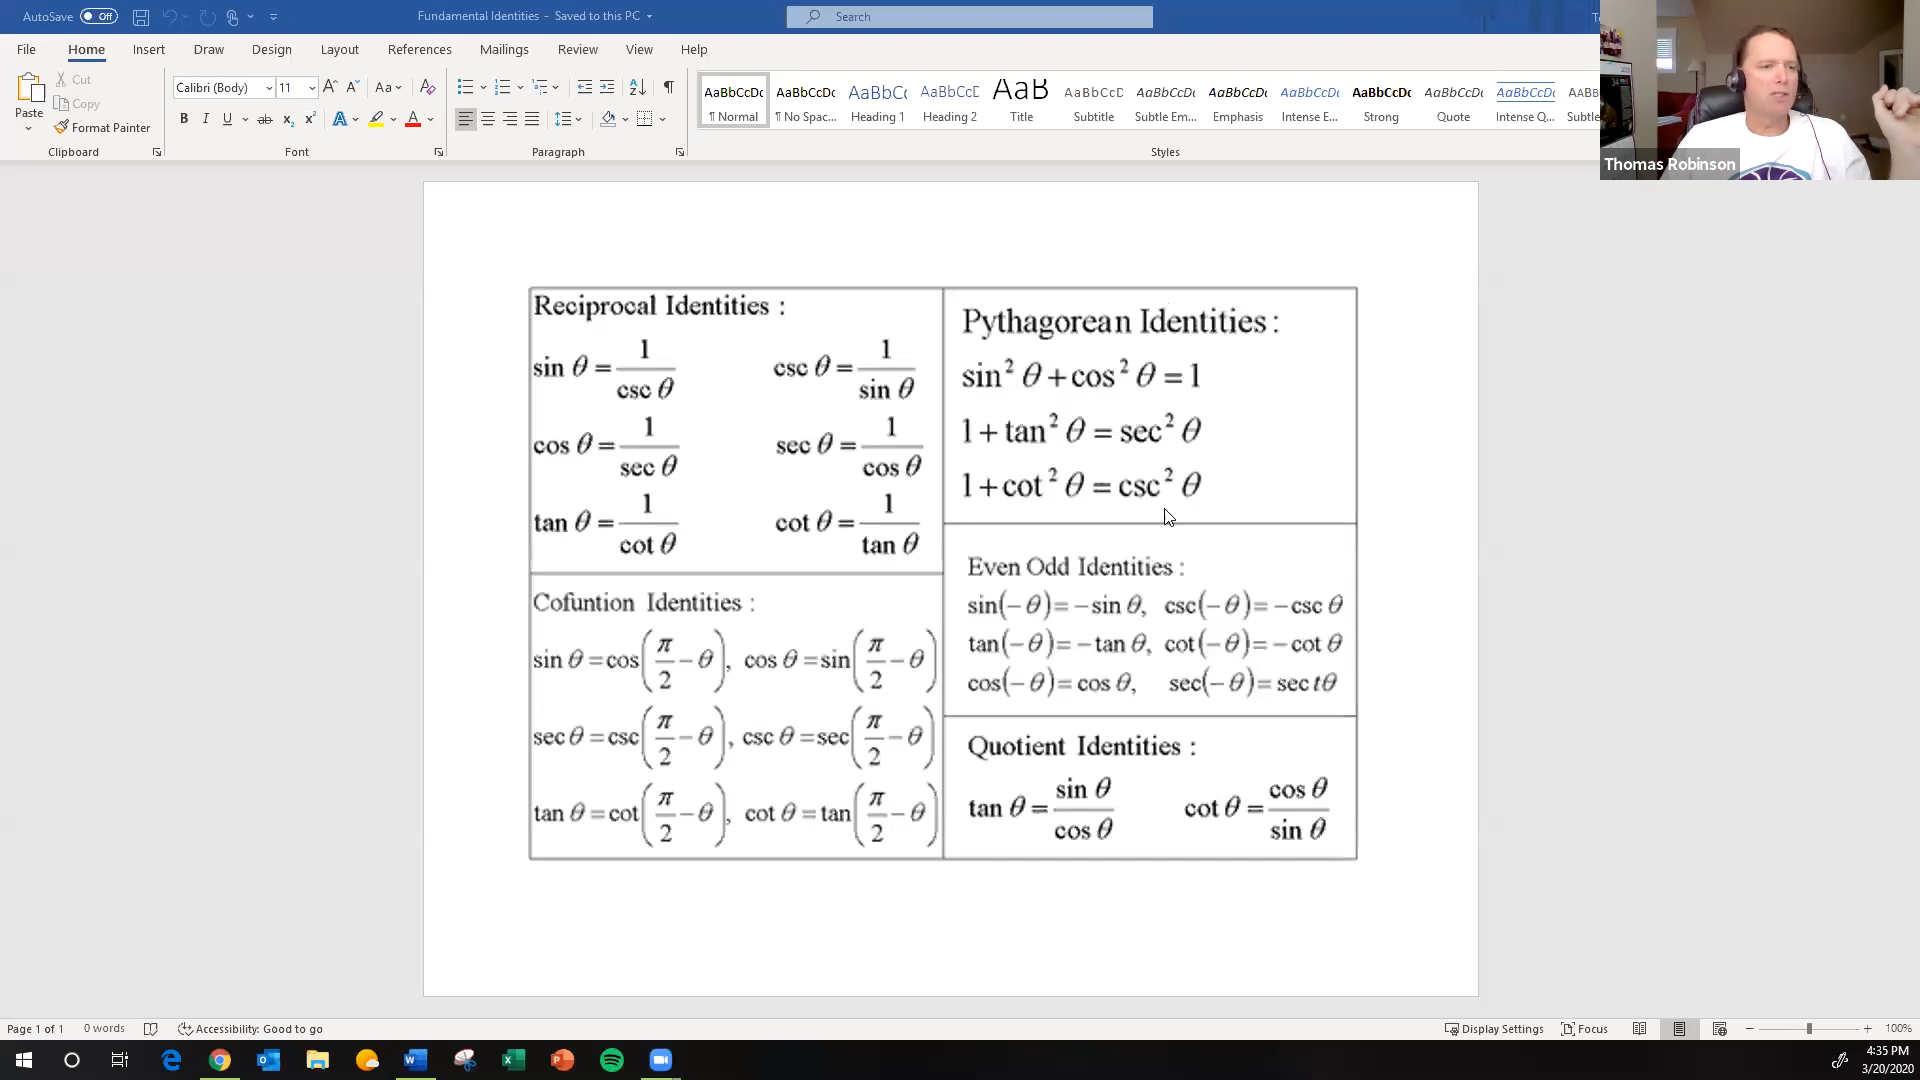 AutoSave Off
Fundamental Identities - Saved to this PC
Search
File Home Insert Draw Design Layout References Mailings Review View Help
Paste
Cut
Copy
Format Painter
Clipboard
Calibri (Body) 11
Font
Paragraph
AaBbCcDc AaBbCcDc AaBbCc AaBbCcD AaB AaBbCcD AaBbCcDc AaBbCcDc AaBbCcDc AaBbCcDc AaBbCcDc AaBbCcDc AABB
¶ Normal ¶ No Spac... Heading 1 Heading 2 Title Subtitle Subtle Em... Emphasis Intense E... Strong Quote Intense Q... Subtle
Styles
Thomas Robinson
Reciprocal Identities :
sin θ = 1/csc θ csc θ = 1/sin θ
cos θ = 1/sec θ sec θ = 1/cos θ
tan θ = 1/cot θ cot θ = 1/tan θ
Cofuntion Identities :
sin θ = cos(π/2 − θ), cos θ = sin(π/2 − θ)
sec θ = csc(π/2 − θ), csc θ = sec(π/2 − θ)
tan θ = cot(π/2 − θ), cot θ = tan(π/2 − θ)
Pythagorean Identities :
sin² θ + cos² θ = 1
1 + tan² θ = sec² θ
1 + cot² θ = csc² θ
Even Odd Identities :
sin(− θ) = − sin θ, csc(− θ) = − csc θ
tan(− θ) = − tan θ, cot(− θ) = − cot θ
cos(− θ) = cos θ, sec(− θ) = sec tθ
Quotient Identities :
tan θ = sin θ/cos θ cot θ = cos θ/sin θ
Page 1 of 1 0 words Accessibility: Good to go
Display Settings Focus 100%
4:35 PM
3/20/2020